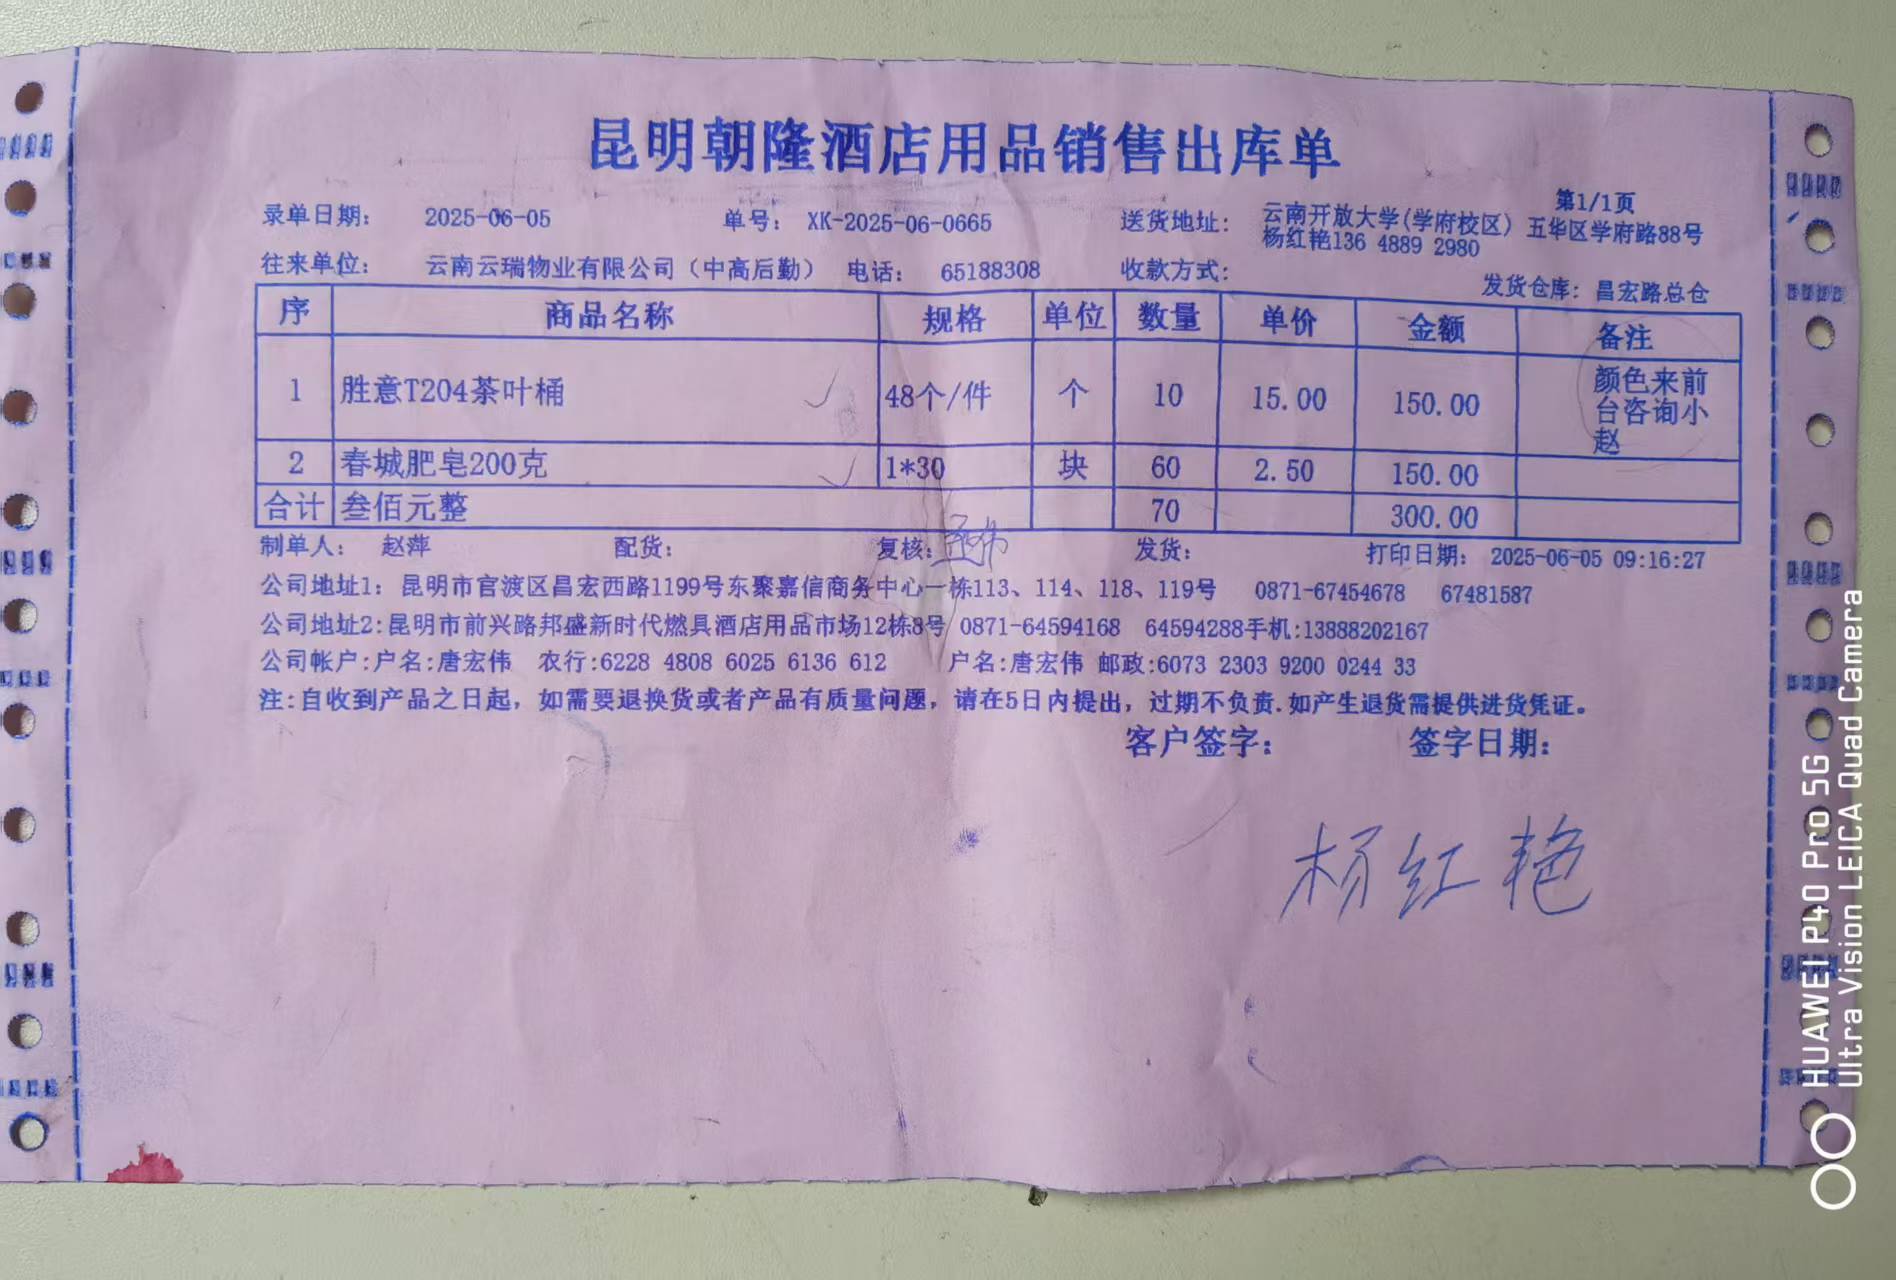 昆明朝隆酒店用品销售出库单
第1/1页
录单日期： 2025-06-05 单号： XK-2025-06-0665 送货地址： 云南开放大学(学府校区) 五华区学府路88号
杨红艳136 4889 2980
往来单位： 云南云瑞物业有限公司（中高后勤） 电话： 65188308 收款方式： 发货仓库：昌宏路总仓
序 商品名称 规格 单位 数量 单价 金额 备注
1 胜意T204茶叶桶 48个/件 个 10 15.00 150.00 颜色来前
台咨询小
赵
2 春城肥皂200克 1*30 块 60 2.50 150.00
合计 叁佰元整 70 300.00
制单人： 赵萍 配货： 复核： 发货： 打印日期： 2025-06-05 09:16:27
公司地址1：昆明市官渡区昌宏西路1199号东聚嘉信商务中心一栋113、114、118、119号 0871-67454678 67481587
公司地址2:昆明市前兴路邦盛新时代燃具酒店用品市场12栋8号 0871-64594168 64594288手机:13888202167
公司帐户:户名:唐宏伟 农行:6228 4808 6025 6136 612 户名:唐宏伟 邮政:6073 2303 9200 0244 33
注:自收到产品之日起，如需要退换货或者产品有质量问题，请在5日内提出，过期不负责.如产生退货需提供进货凭证。
客户签字： 签字日期：
杨红艳
HUAWEI P40 Pro 5G
Ultra Vision LEICA Quad Camera